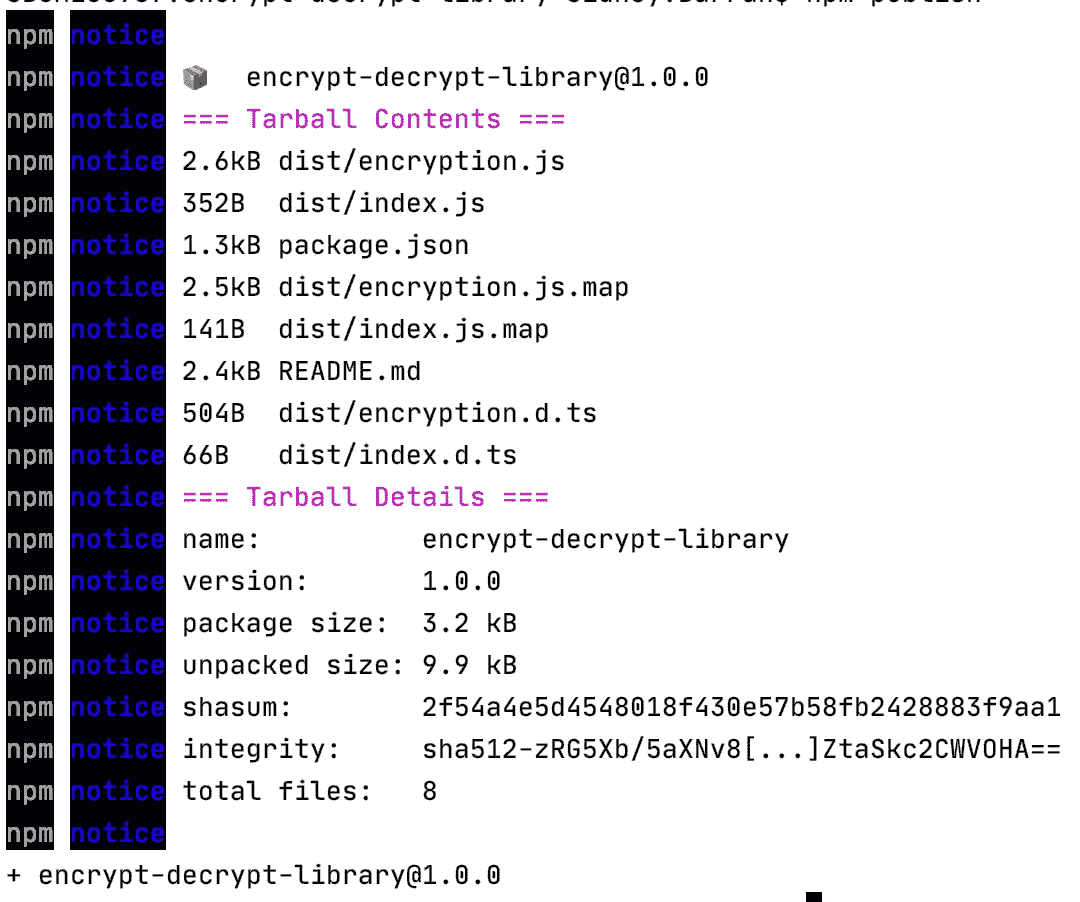 npm notice
npm notice 📦 encrypt-decrypt-library@1.0.0
npm notice === Tarball Contents ===
npm notice 2.6kB dist/encryption.js
npm notice 352B dist/index.js
npm notice 1.3kB package.json
npm notice 2.5kB dist/encryption.js.map
npm notice 141B dist/index.js.map
npm notice 2.4kB README.md
npm notice 504B dist/encryption.d.ts
npm notice 66B dist/index.d.ts
npm notice === Tarball Details ===
npm notice name: encrypt-decrypt-library
npm notice version: 1.0.0
npm notice package size: 3.2 kB
npm notice unpacked size: 9.9 kB
npm notice shasum: 2f54a4e5d4548018f430e57b58fb2428883f9aa1
npm notice integrity: sha512-zRG5Xb/5aXNv8[...]ZtaSkc2CWVOHA==
npm notice total files: 8
npm notice
+ encrypt-decrypt-library@1.0.0